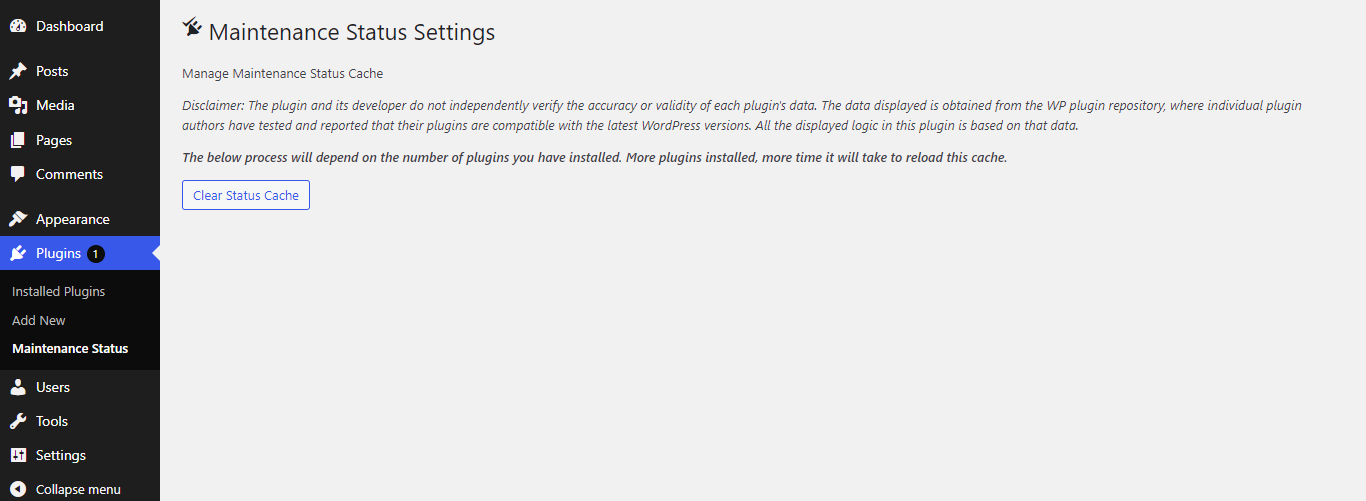 Dashboard
Posts
Media
Pages
Comments
Appearance
Plugins 1
Installed Plugins
Add New
Maintenance Status
Users
Tools
Settings
Collapse menu
Maintenance Status Settings
Manage Maintenance Status Cache
Disclaimer: The plugin and its developer do not independently verify the accuracy or validity of each plugin's data. The data displayed is obtained from the WP plugin repository, where individual plugin
authors have tested and reported that their plugins are compatible with the latest WordPress versions. All the displayed logic in this plugin is based on that data.
The below process will depend on the number of plugins you have installed. More plugins installed, more time it will take to reload this cache.
Clear Status Cache